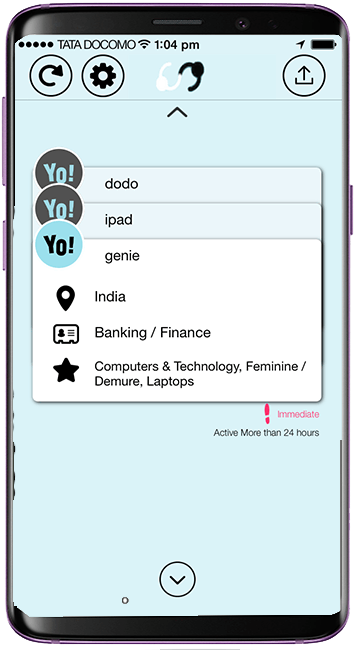 TATA DOCOMO 1:04 pm
Yo! dodo
Yo! ipad
Yo! genie
India
Banking / Finance
Computers & Technology, Feminine /
Demure, Laptops
Immediate
Active More than 24 hours